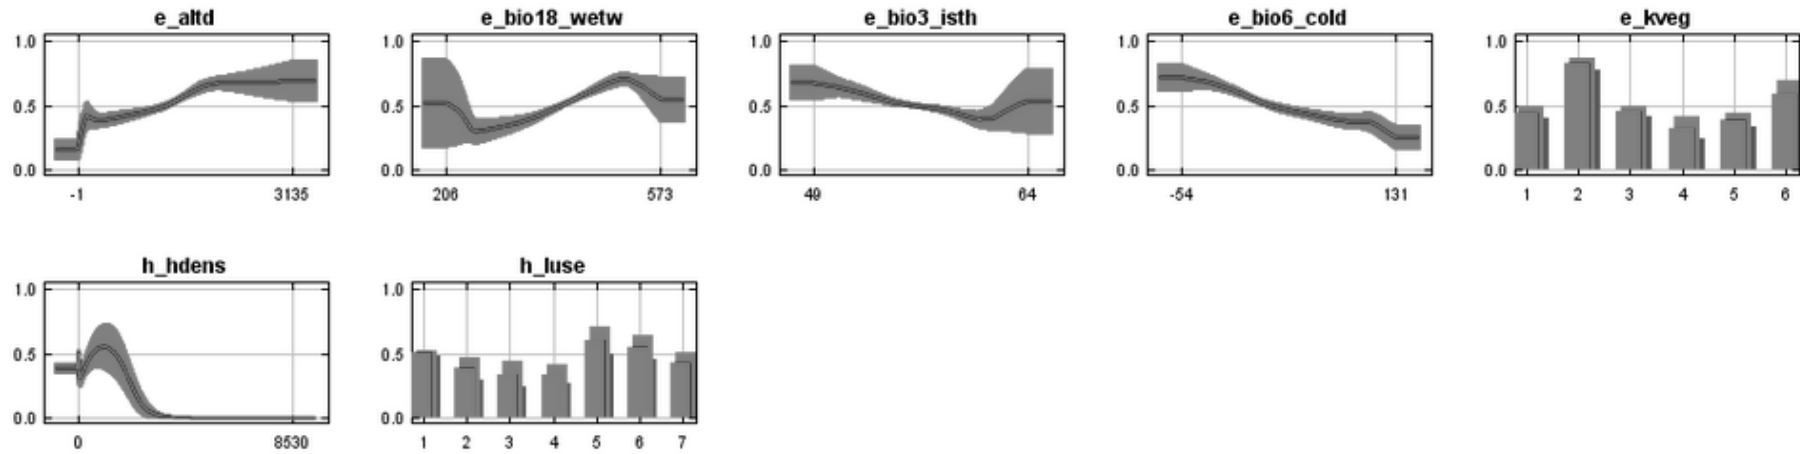 e_altd e_bio18_wetw e_bio3_isth e_bio6_cold e_kveg
1.0 1.0 1.0 1.0 1.0
0.5 0.5 0.5 0.5 0.5
0.0 0.0 0.0 0.0 0.0
-1 3135 206 573 49 64 -54 131 1 2 3 4 5 6
h_hdens h_luse
1.0 1.0
0.5 0.5
0.0 0.0
0 8530 1 2 3 4 5 6 7